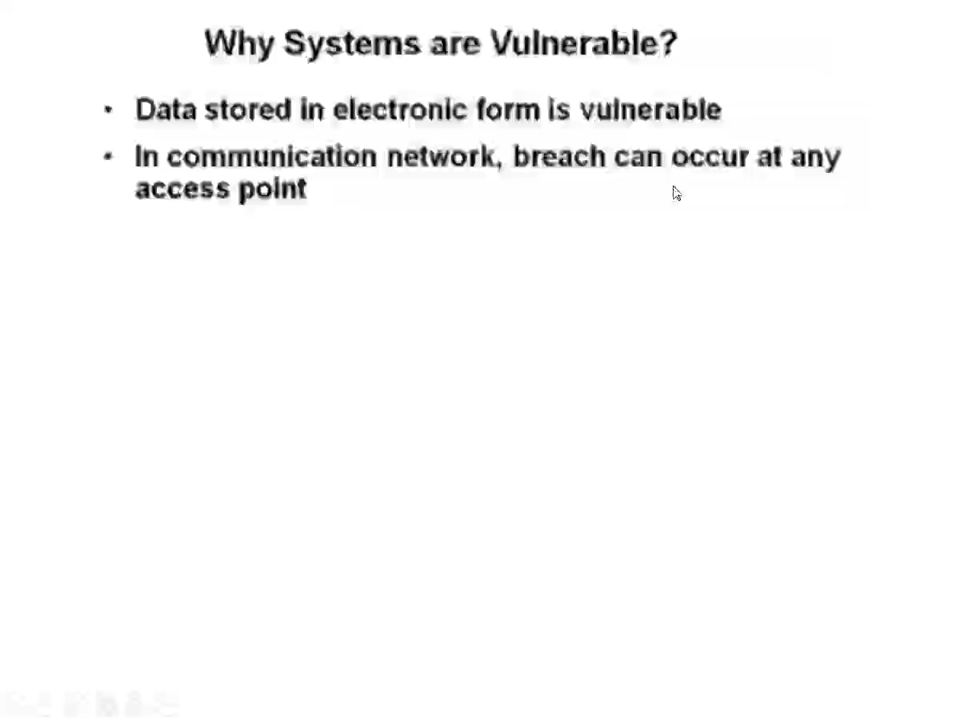 Why Systems are Vulnerable?
• Data stored in electronic form is vulnerable
• In communication network, breach can occur at any
access point